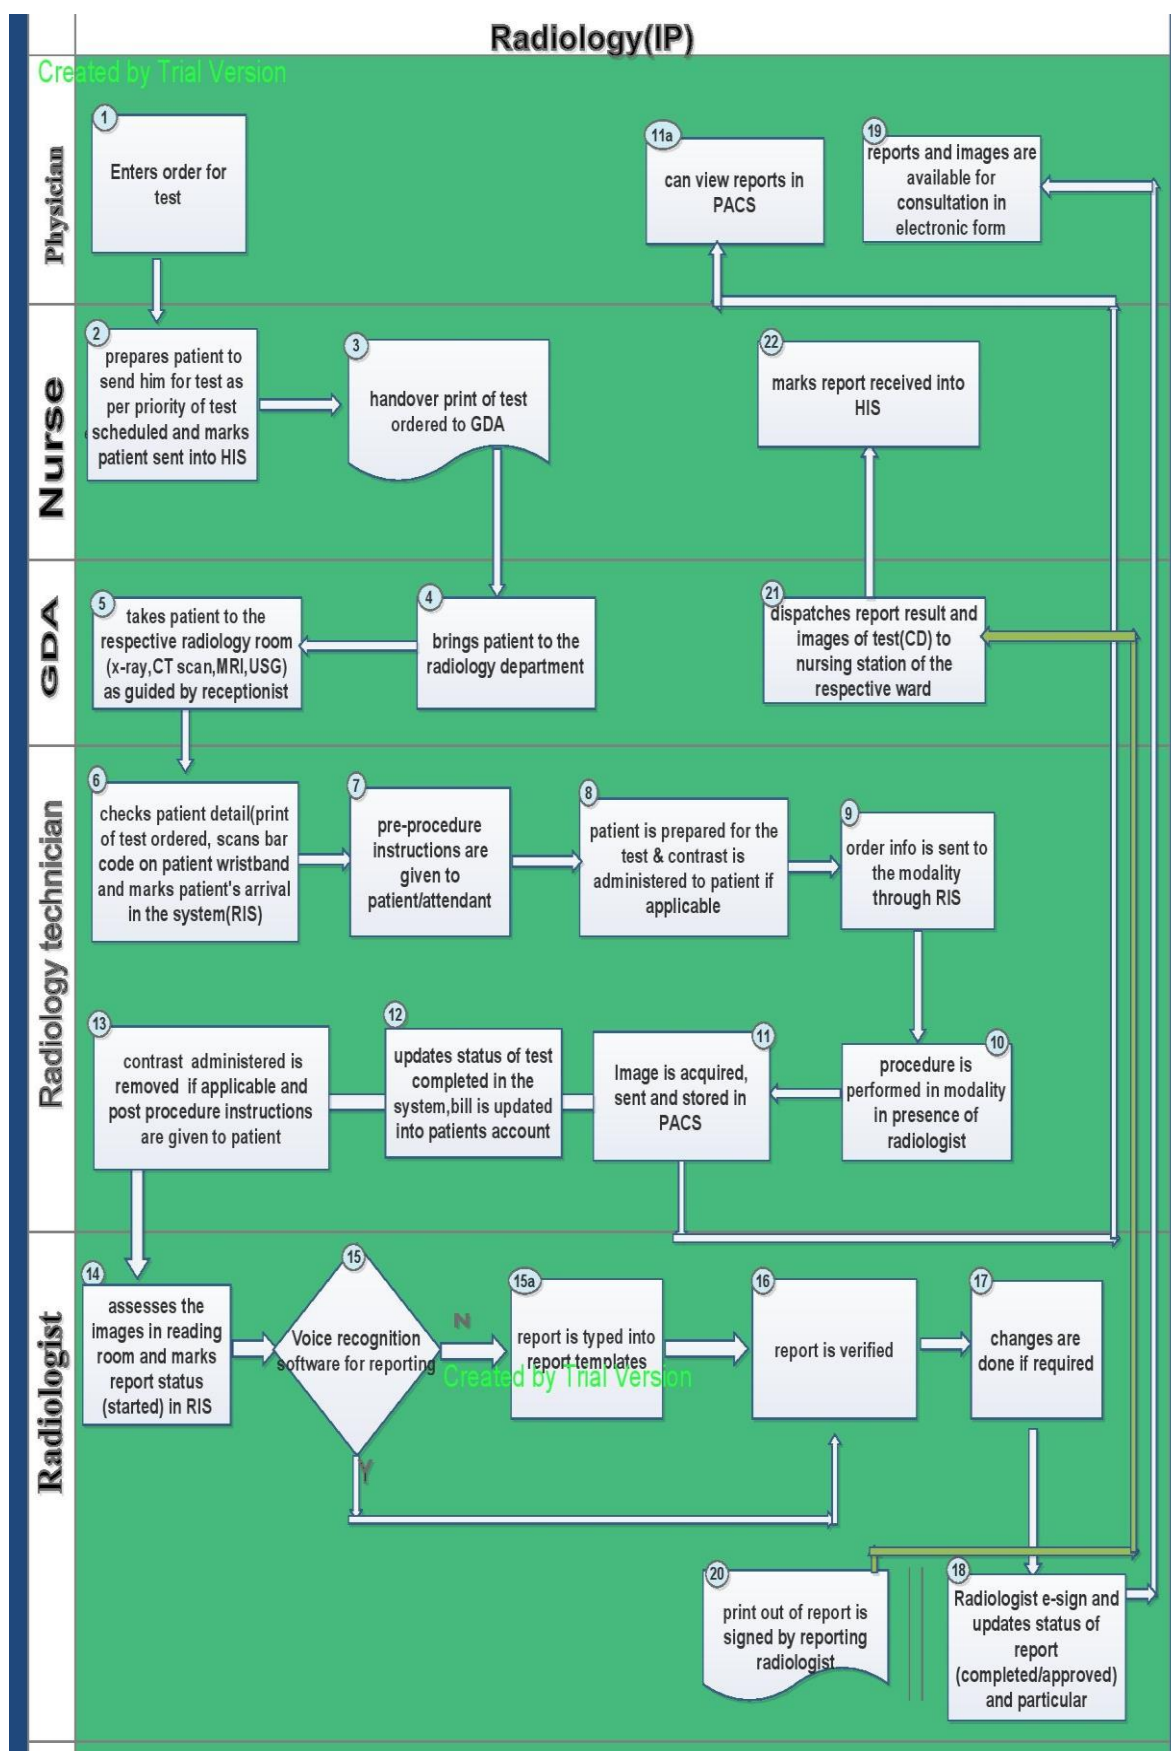 Radiology(IP)
Created by Trial Version
Physician
1
Enters order for
test
11a
can view reports in
PACS
19
reports and images are
available for
consultation in
electronic form
Nurse
2
prepares patient to
send him for test as
per priority of test
scheduled and marks
patient sent into HIS
3
handover print of test
ordered to GDA
22
marks report received into
HIS
GDA
5
takes patient to the
respective radiology room
(x-ray,CT scan,MRI,USG)
as guided by receptionist
4
brings patient to the
radiology department
21
dispatches report result and
images of test(CD) to
nursing station of the
respective ward
Radiology technician
6
checks patient detail(print
of test ordered, scans bar
code on patient wristband
and marks patient's arrival
in the system(RIS)
7
pre-procedure
instructions are
given to
patient/attendant
8
patient is prepared for the
test & contrast is
administered to patient if
applicable
9
order info is sent to
the modality
through RIS
13
contrast administered is
removed if applicable and
post procedure instructions
are given to patient
12
updates status of test
completed in the
system,bill is updated
into patients account
11
Image is acquired,
sent and stored in
PACS
10
procedure is
performed in modality
in presence of
radiologist
Radiologist
14
assesses the
images in reading
room and marks
report status
(started) in RIS
15
Voice recognition
software for reporting
N
Y
15a
report is typed into
report templates
Created by Trial Version
16
report is verified
17
changes are
done if required
20
print out of report is
signed by reporting
radiologist
18
Radiologist e-sign and
updates status of
report
(completed/approved)
and particular